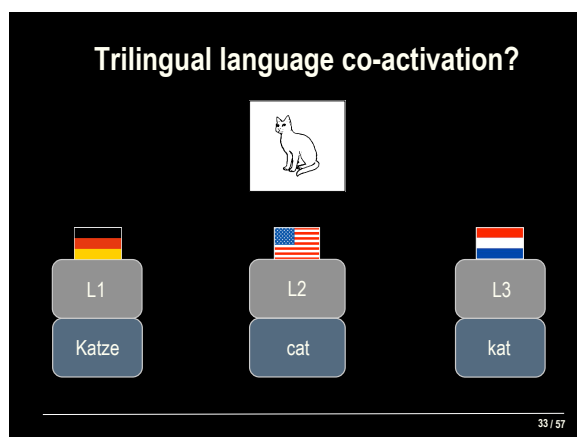 Trilingual language co-activation?
L1
L2
L3
Katze
cat
kat
33 / 57